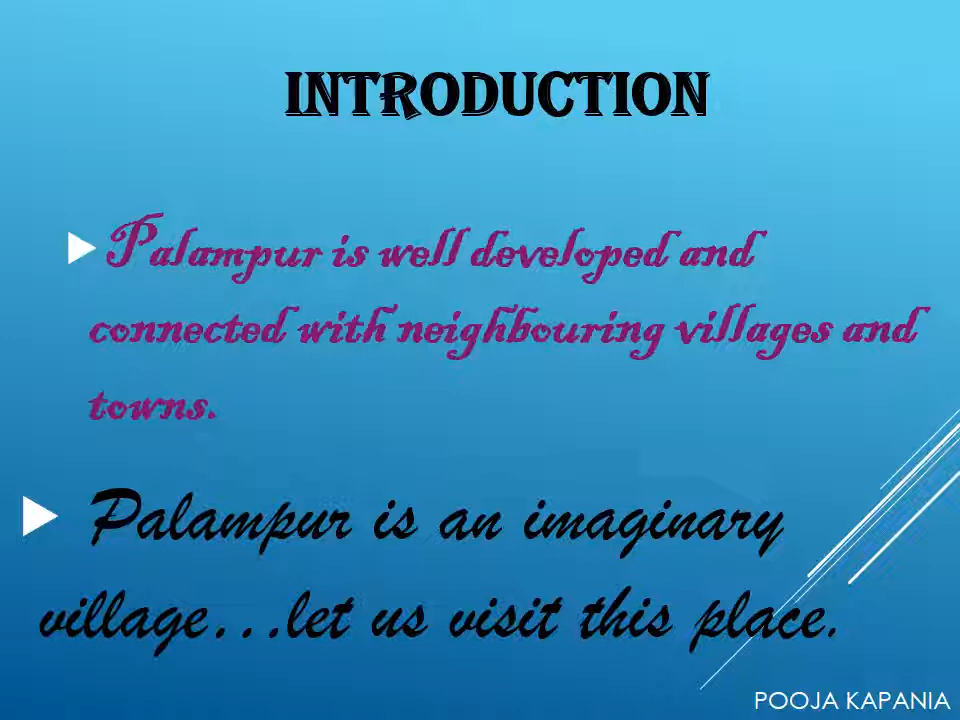 INTRODUCTION
Palampur is well developed and
connected with neighbouring villages and
towns.
Palampur is an imaginary
village...let us visit this place.
POOJA KAPANIA